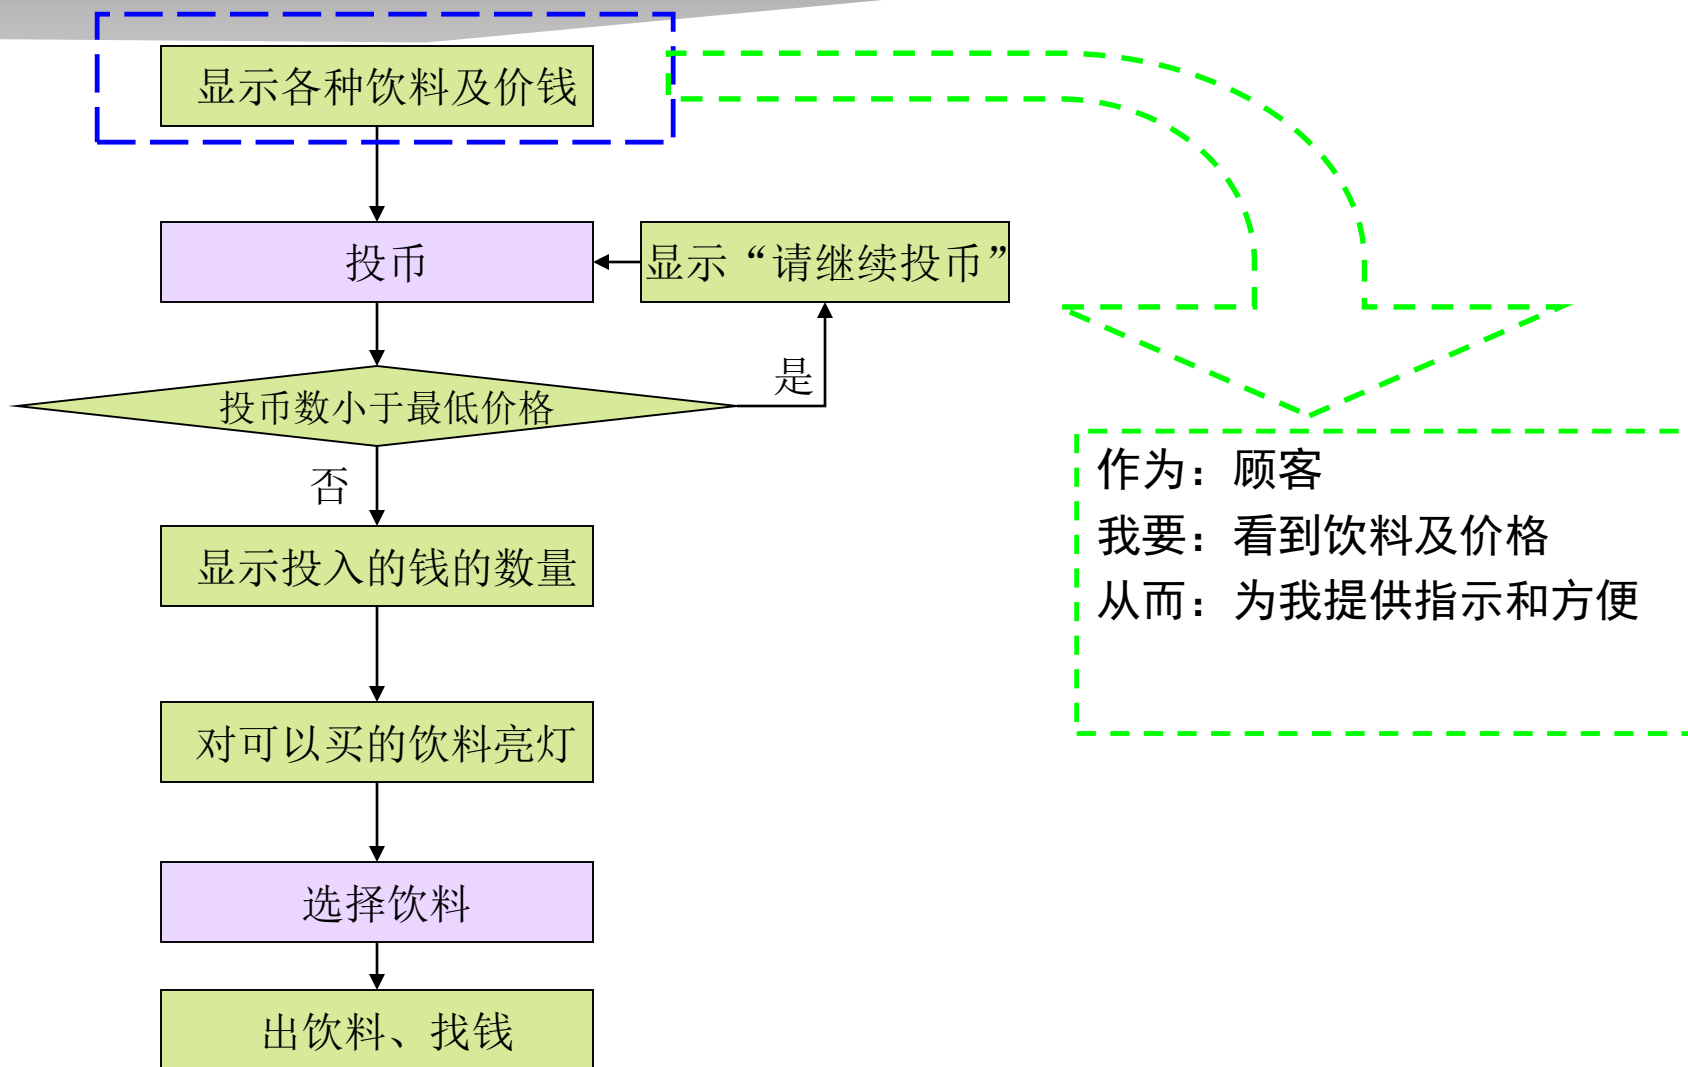 显示各种饮料及价钱
投币
显示“请继续投币”
是
投币数小于最低价格
否
显示投入的钱的数量
对可以买的饮料亮灯
选择饮料
出饮料、找钱
作为：顾客
我要：看到饮料及价格
从而：为我提供指示和方便